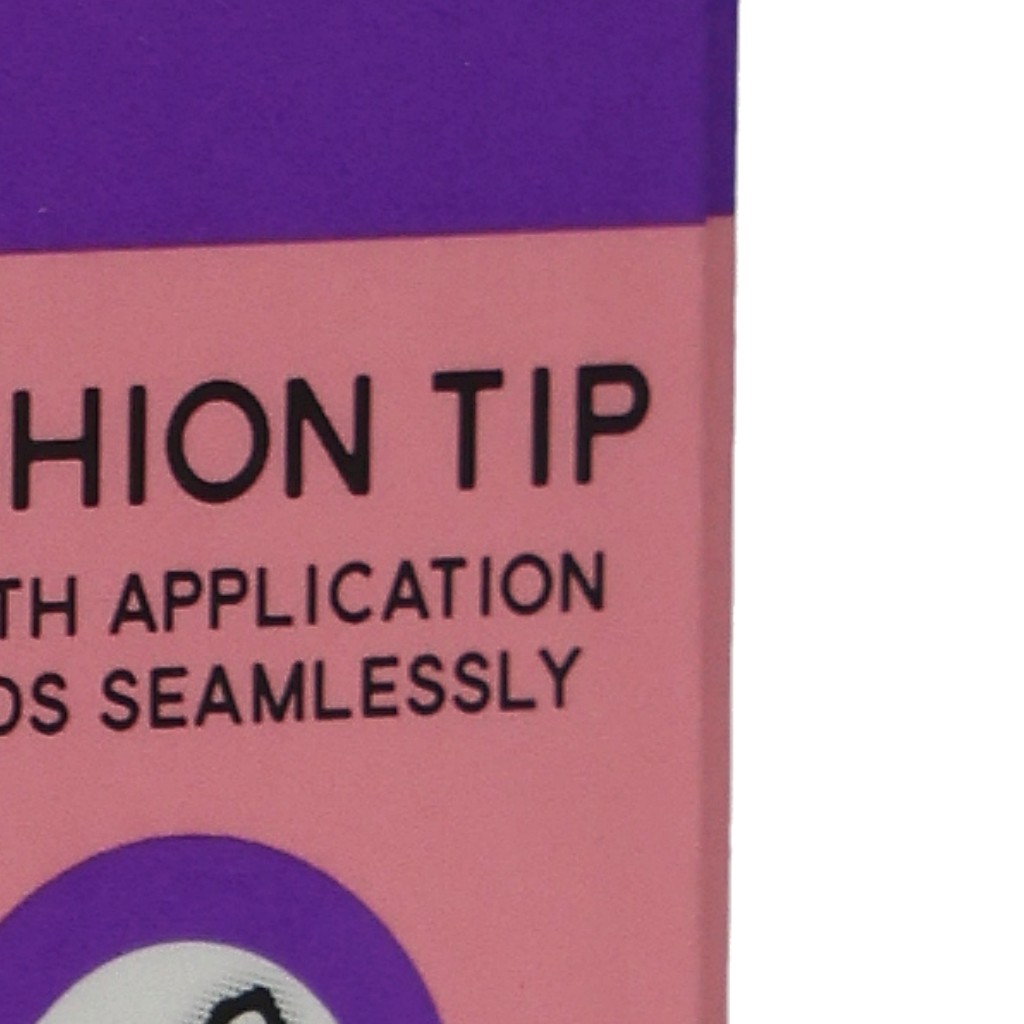 HION TIP
TH APPLICATION
DS SEAMLESSLY